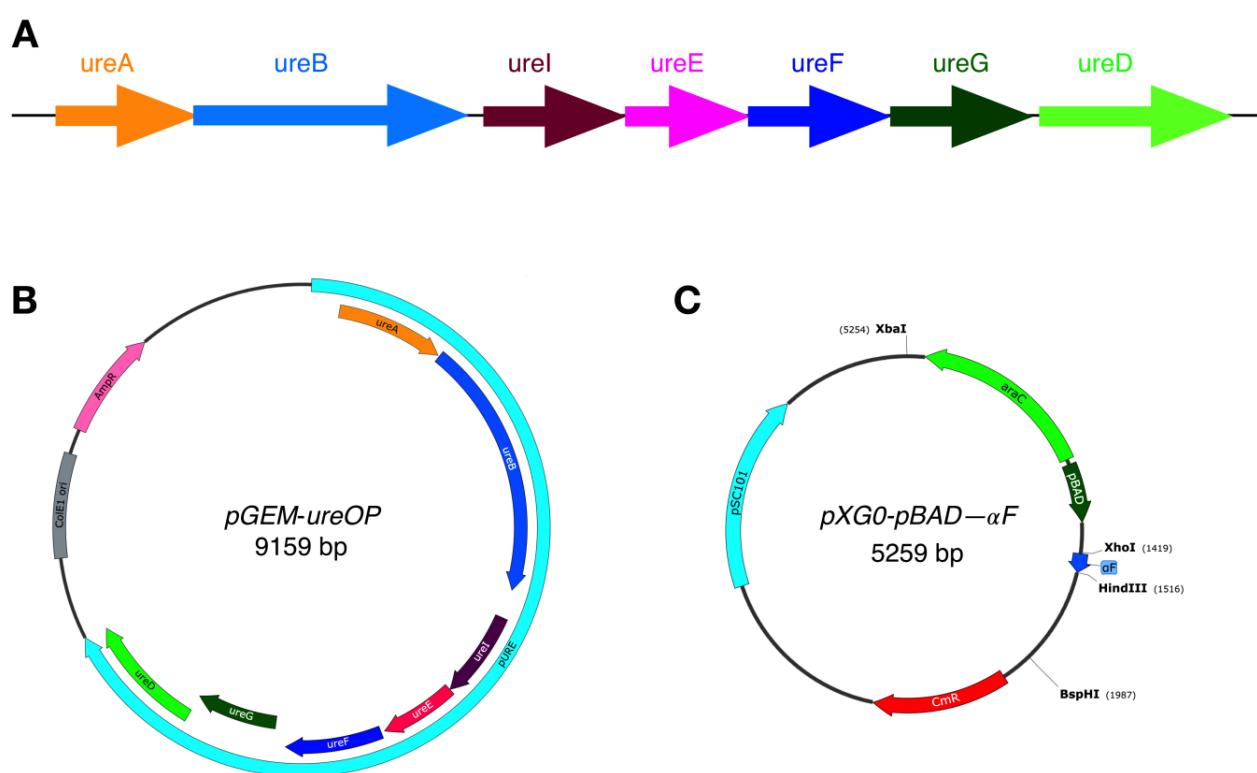 A
ureA ureB ureI ureE ureF ureG ureD
B
ureA
AmpR
ureB
ColE1 ori
pGEM-ureOP
9159 bp
ureI
pURE
ureE
ureD
ureG
ureF
C
(5254) XbaI
araC
pBAD
pSC101
pXG0-pBAD—αF
5259 bp
XhoI (1419)
αF
HindIII (1516)
BspHI (1987)
CmR